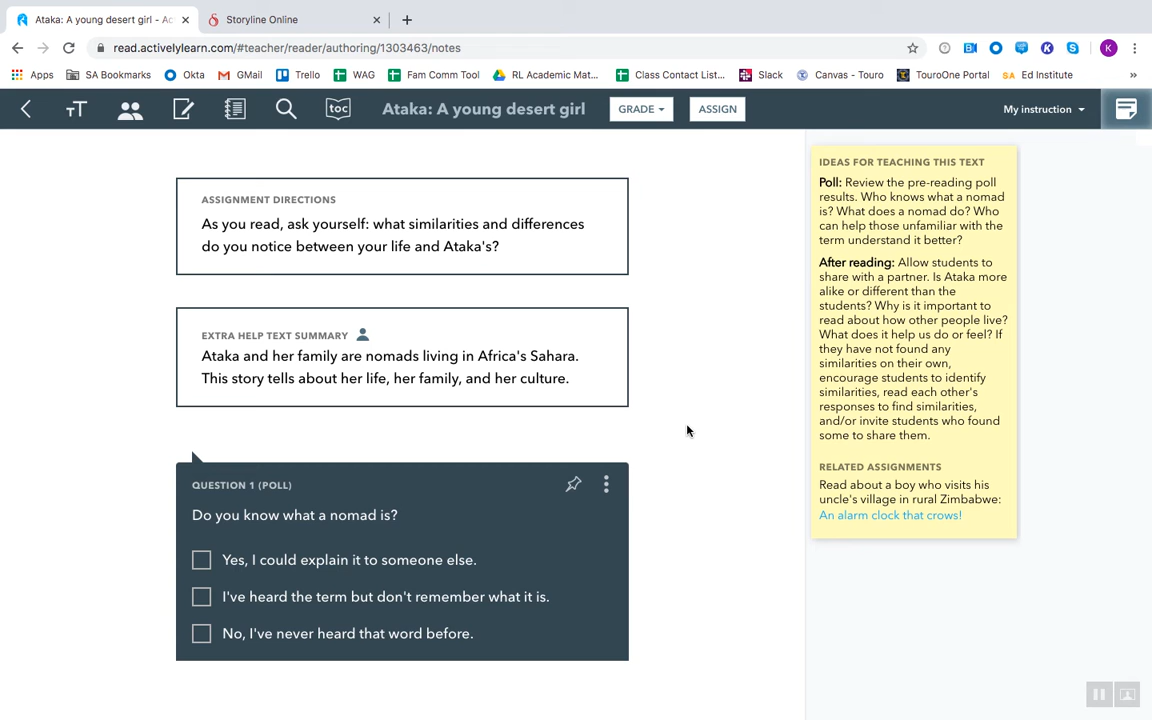 Ataka: A young desert girl - Ac
Storyline Online
read.activelylearn.com/#teacher/reader/authoring/1303463/notes
K
Apps
SA Bookmarks
Okta
GMail
Trello
WAG
Fam Comm Tool
RL Academic Mat...
Class Contact List...
Slack
Canvas - Touro
TouroOne Portal
Ed Institute
»
TT
toc
Ataka: A young desert girl
GRADE
ASSIGN
My instruction
ASSIGNMENT DIRECTIONS
As you read, ask yourself: what similarities and differences
do you notice between your life and Ataka's?
EXTRA HELP TEXT SUMMARY
Ataka and her family are nomads living in Africa's Sahara.
This story tells about her life, her family, and her culture.
QUESTION 1 (POLL)
Do you know what a nomad is?
Yes, I could explain it to someone else.
I've heard the term but don't remember what it is.
No, I've never heard that word before.
IDEAS FOR TEACHING THIS TEXT
Poll: Review the pre-reading poll
results. Who knows what a nomad
is? What does a nomad do? Who
can help those unfamiliar with the
term understand it better?
After reading: Allow students to
share with a partner. Is Ataka more
alike or different than the
students? Why is it important to
read about how other people live?
What does it help us do or feel? If
they have not found any
similarities on their own,
encourage students to identify
similarities, read each other's
responses to find similarities,
and/or invite students who found
some to share them.
RELATED ASSIGNMENTS
Read about a boy who visits his
uncle's village in rural Zimbabwe:
An alarm clock that crows!